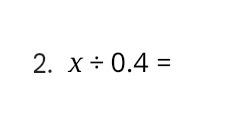 2. x ÷ 0.4 =